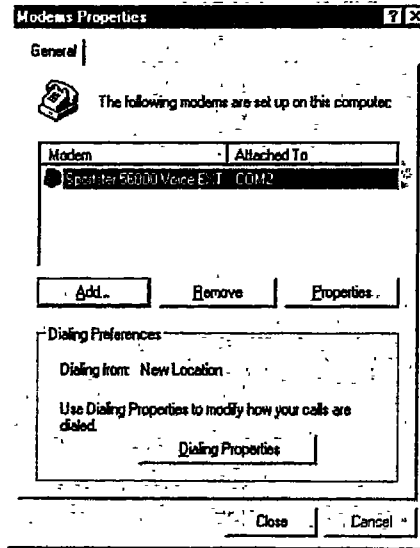 Modems Properties
General
The following modems are set up on this computer:
Modem Attached To
Sportster 56000 Voice EXT COM2
Add... Remove Properties
Dialing Preferences
Dialing from: New Location
Use Dialing Properties to modify how your calls are
dialed.
Dialing Properties
Close Cancel